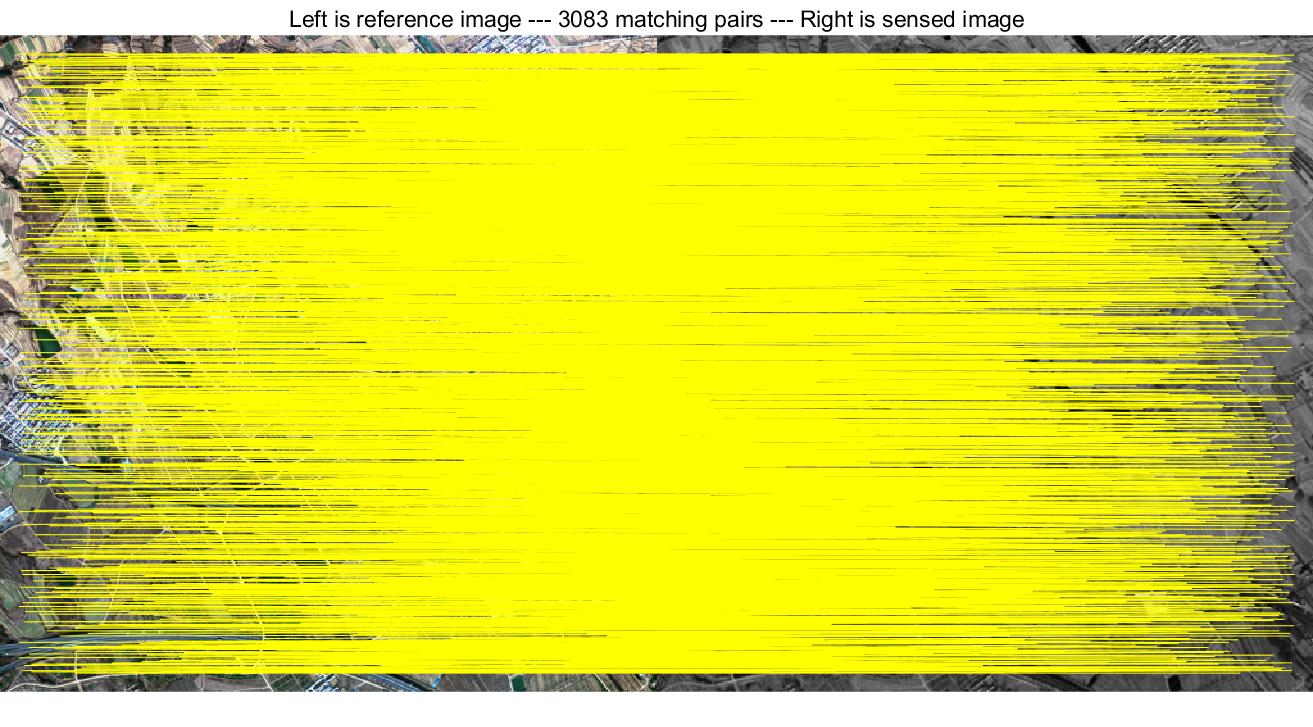 Left is reference image --- 3083 matching pairs --- Right is sensed image